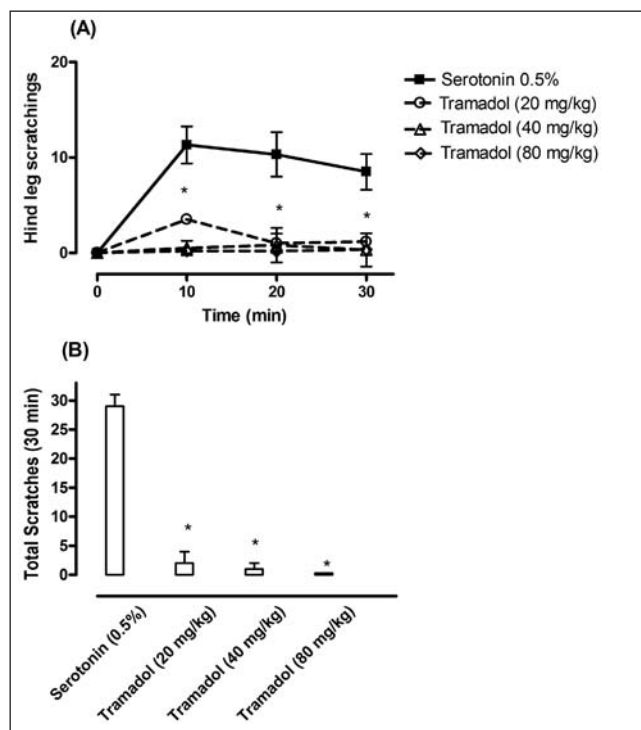 (A)
20
10
0
Hind leg scratchings
*
*
*
0 10 20 30
Time (min)
Serotonin 0.5%
Tramadol (20 mg/kg)
Tramadol (40 mg/kg)
Tramadol (80 mg/kg)
(B)
Total Scratches (30 min)
30
25
20
15
10
5
0
*
*
*
Serotonin (0.5%)
Tramadol (20 mg/kg)
Tramadol (40 mg/kg)
Tramadol (80 mg/kg)